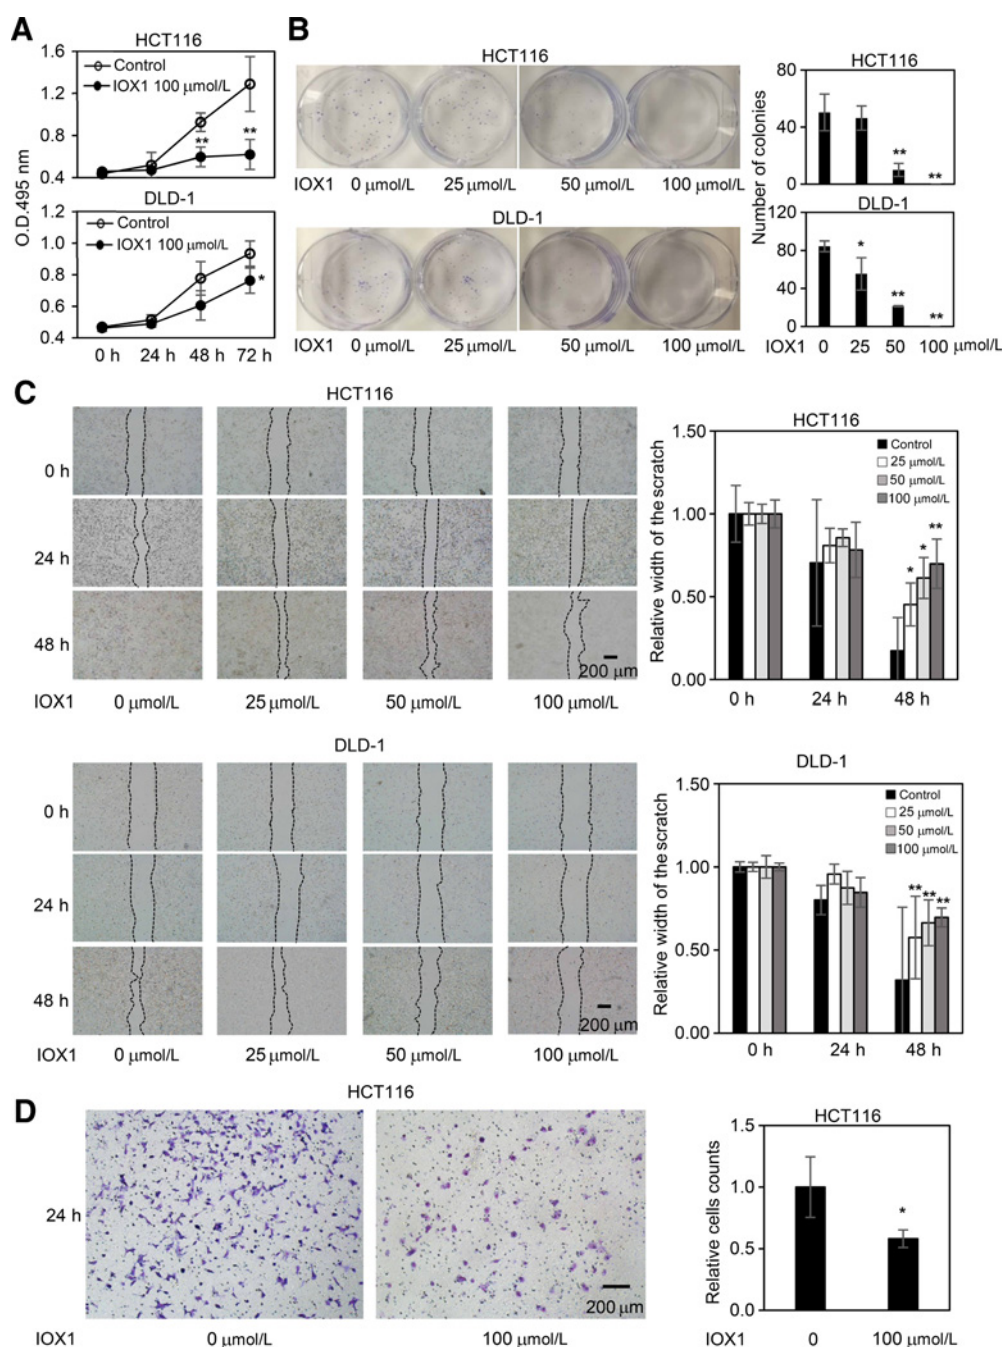 A
HCT116
O.D.495 nm
1.6
1.2
0.8
0.4
Control
IOX1 100 μmol/L
**
**
DLD-1
1.2
1.0
0.8
0.6
0.4
Control
IOX1 100 μmol/L
*
0 h 24 h 48 h 72 h
B
HCT116
IOX1 0 μmol/L 25 μmol/L 50 μmol/L 100 μmol/L
DLD-1
IOX1 0 μmol/L 25 μmol/L 50 μmol/L 100 μmol/L
HCT116
Number of colonies
80
40
0
**
**
DLD-1
120
80
40
0
*
**
**
IOX1 0 25 50 100 μmol/L
C
HCT116
0 h
24 h
48 h
200 μm
IOX1 0 μmol/L 25 μmol/L 50 μmol/L 100 μmol/L
HCT116
Relative width of the scratch
1.50
1.00
0.50
0.00
Control
25 μmol/L
50 μmol/L
100 μmol/L
*
*
**
0 h 24 h 48 h
DLD-1
0 h
24 h
48 h
200 μm
IOX1 0 μmol/L 25 μmol/L 50 μmol/L 100 μmol/L
DLD-1
Relative width of the scratch
1.50
1.00
0.50
0.00
Control
25 μmol/L
50 μmol/L
100 μmol/L
**
**
**
0 h 24 h 48 h
D
HCT116
24 h
200 μm
IOX1 0 μmol/L 100 μmol/L
HCT116
Relative cells counts
1.5
1.0
0.5
0.0
*
IOX1 0 100 μmol/L